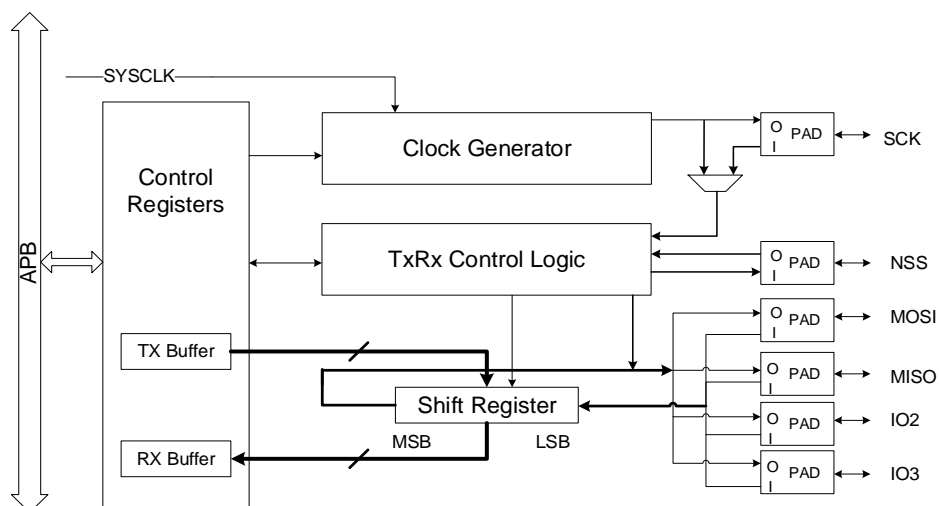 SYSCLK
Clock Generator
O
I
PAD
SCK
Control
Registers
APB
TxRx Control Logic
O
I
PAD
NSS
O
I
PAD
MOSI
TX Buffer
O
I
PAD
MISO
Shift Register
MSB
LSB
O
I
PAD
IO2
RX Buffer
O
I
PAD
IO3